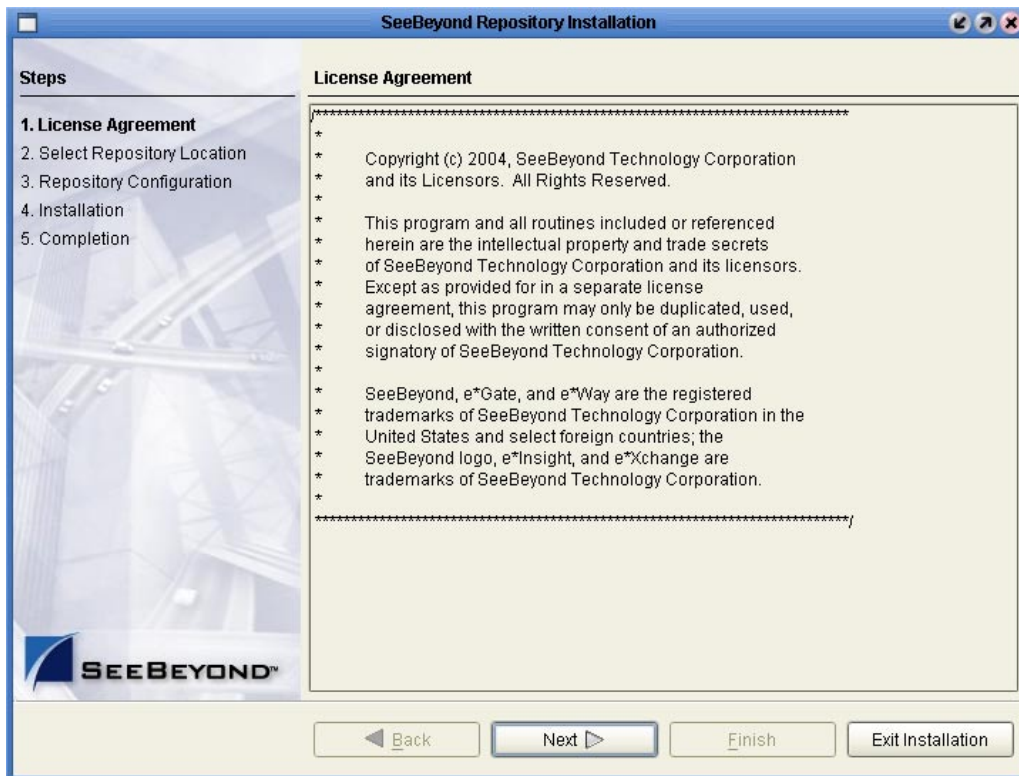 SeeBeyond Repository Installation
Steps
1. License Agreement
2. Select Repository Location
3. Repository Configuration
4. Installation
5. Completion
SEEBEYOND™
License Agreement
/***************************************************************************
*
* Copyright (c) 2004, SeeBeyond Technology Corporation
* and its Licensors. All Rights Reserved.
*
* This program and all routines included or referenced
* herein are the intellectual property and trade secrets
* of SeeBeyond Technology Corporation and its licensors.
* Except as provided for in a separate license
* agreement, this program may only be duplicated, used,
* or disclosed with the written consent of an authorized
* signatory of SeeBeyond Technology Corporation.
*
* SeeBeyond, e*Gate, and e*Way are the registered
* trademarks of SeeBeyond Technology Corporation in the
* United States and select foreign countries; the
* SeeBeyond logo, e*Insight, and e*Xchange are
* trademarks of SeeBeyond Technology Corporation.
*
***************************************************************************/
Back
Next
Finish
Exit Installation